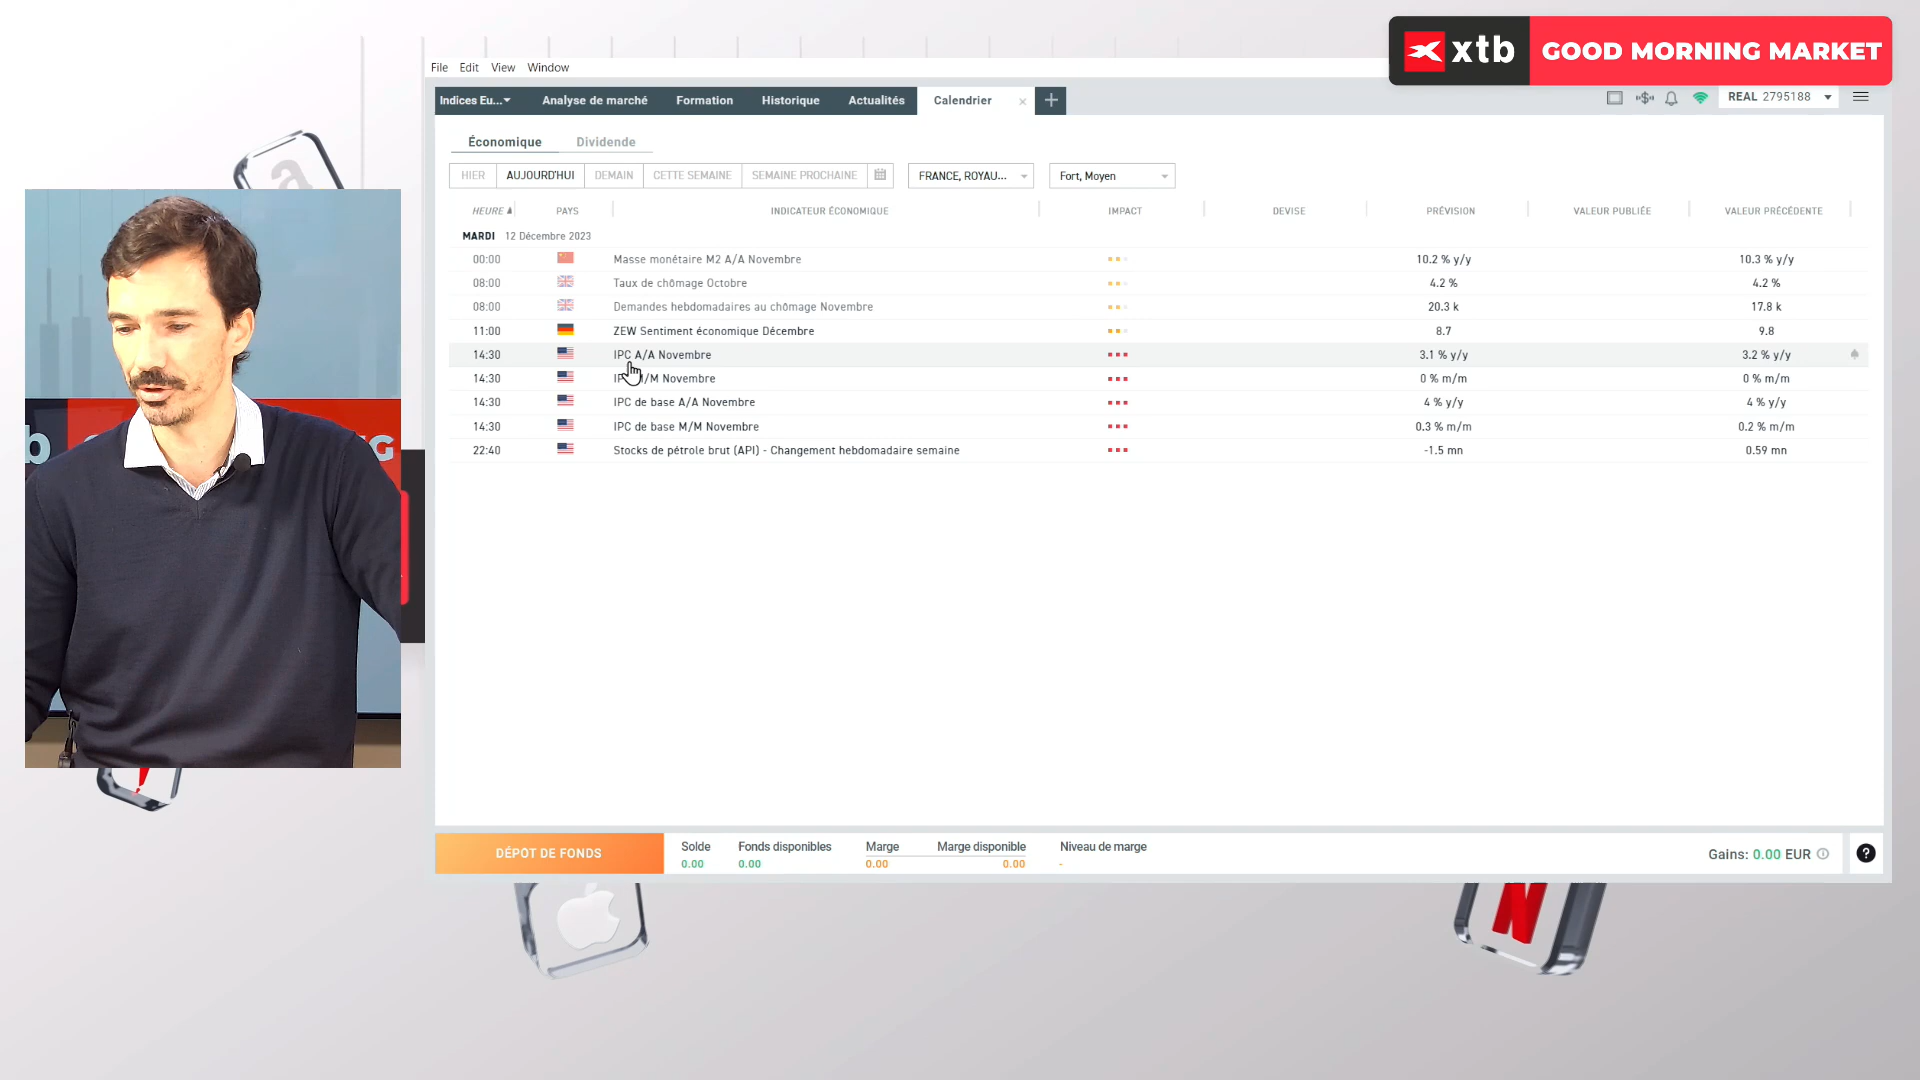 xtb GOOD MORNING MARKET
File Edit View Window
Indices Eu... Analyse de marché Formation Historique Actualités Calendrier
REAL 2795188
Économique Dividende
HIER AUJOURD'HUI DEMAIN CETTE SEMAINE SEMAINE PROCHAINE FRANCE, ROYAU... Fort, Moyen
HEURE PAYS INDICATEUR ÉCONOMIQUE IMPACT DEVISE PRÉVISION VALEUR PUBLIÉE VALEUR PRÉCÉDENTE
MARDI 12 Décembre 2023
00:00 Masse monétaire M2 A/A Novembre 10.2 % y/y 10.3 % y/y
08:00 Taux de chômage Octobre 4.2 % 4.2 %
08:00 Demandes hebdomadaires au chômage Novembre 20.3 k 17.8 k
11:00 ZEW Sentiment économique Décembre 8.7 9.8
14:30 IPC A/A Novembre 3.1 % y/y 3.2 % y/y
14:30 /M Novembre 0 % m/m 0 % m/m
14:30 IPC de base A/A Novembre 4 % y/y 4 % y/y
14:30 IPC de base M/M Novembre 0.3 % m/m 0.2 % m/m
22:40 Stocks de pétrole brut (API) - Changement hebdomadaire semaine -1.5 mn 0.59 mn
DÉPÔT DE FONDS
Solde Fonds disponibles Marge Marge disponible Niveau de marge
0.00 0.00 0.00 0.00 -
Gains: 0.00 EUR